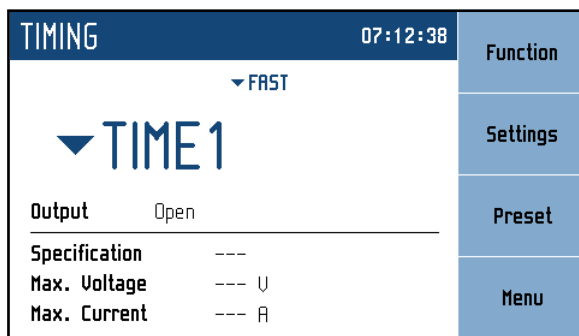 TIMING 07:12:38
FAST
TIME1
Output Open
Specification ---
Max. Voltage --- V
Max. Current --- A
Function
Settings
Preset
Menu